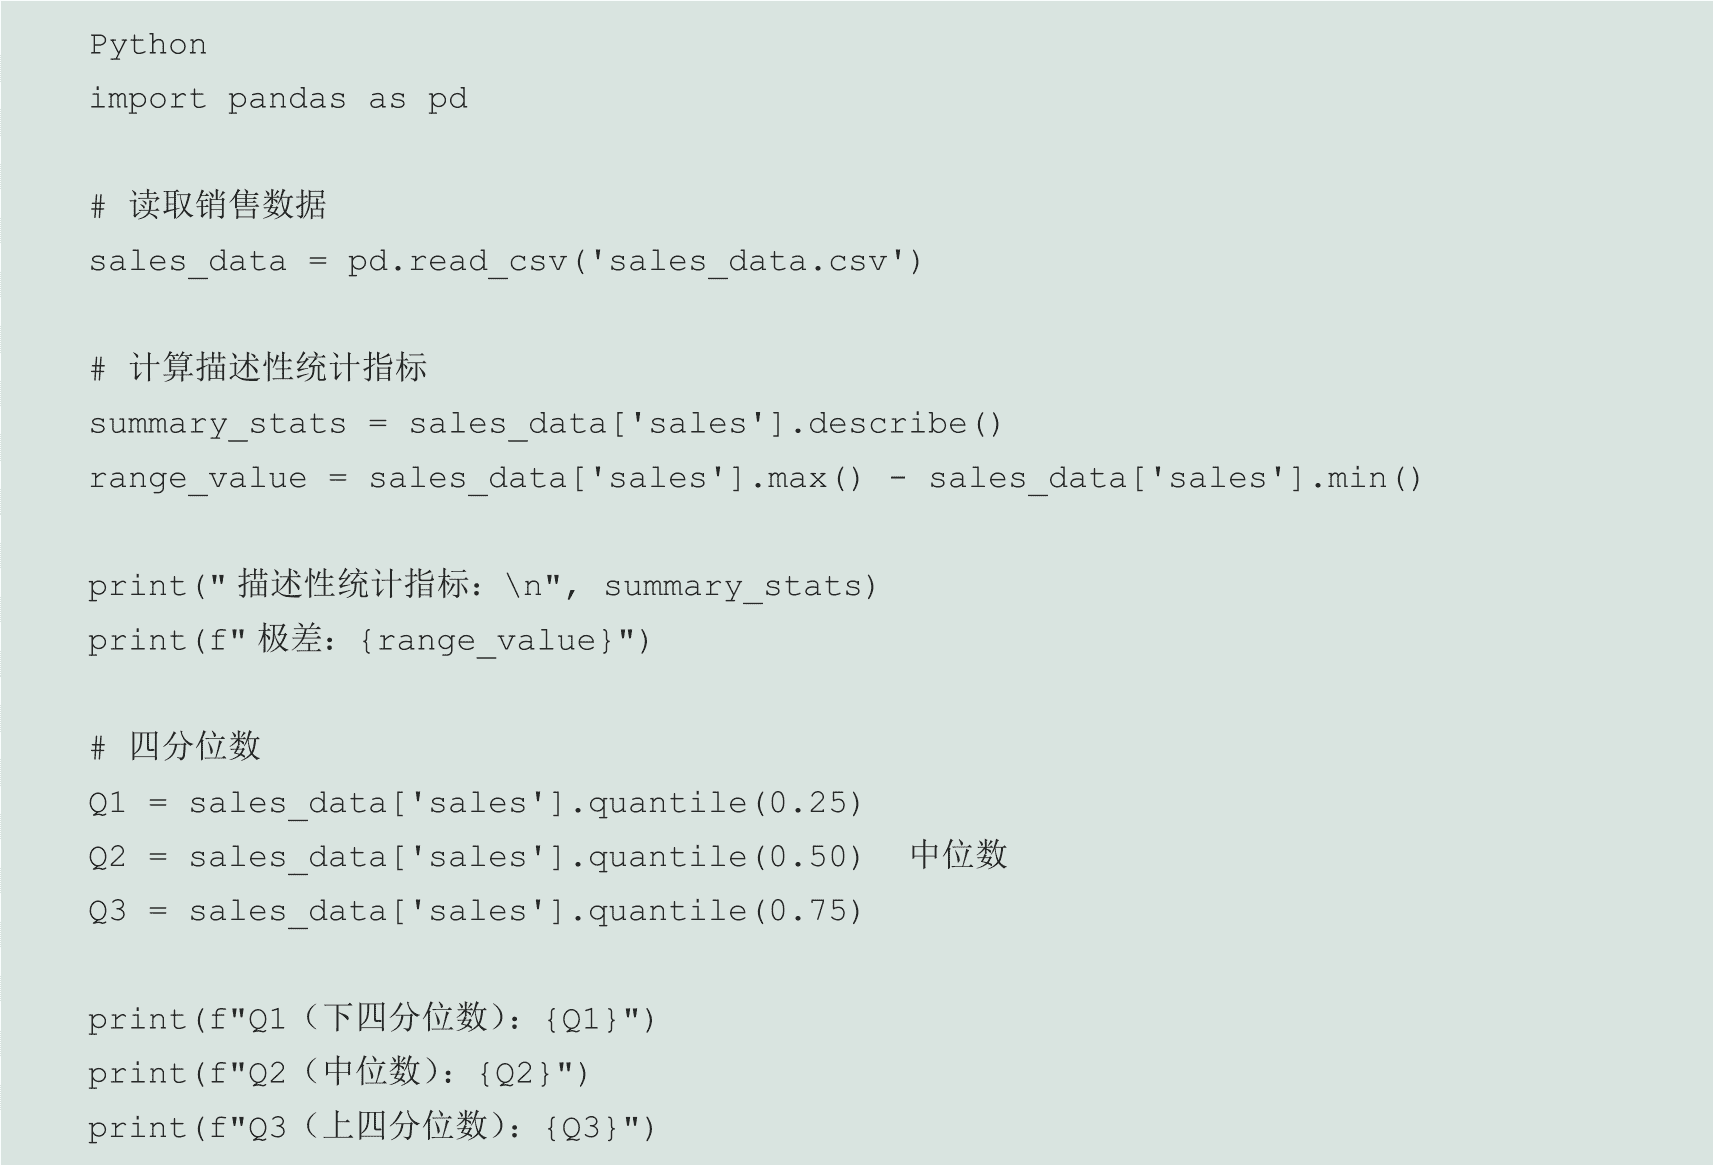 Python
import pandas as pd
# 读取销售数据
sales_data = pd.read_csv('sales_data.csv')
# 计算描述性统计指标
summary_stats = sales_data['sales'].describe()
range_value = sales_data['sales'].max() - sales_data['sales'].min()
print("描述性统计指标：\n", summary_stats)
print(f"极差：{range_value}")
# 四分位数
Q1 = sales_data['sales'].quantile(0.25)
Q2 = sales_data['sales'].quantile(0.50)  中位数
Q3 = sales_data['sales'].quantile(0.75)
print(f"Q1（下四分位数）：{Q1}")
print(f"Q2（中位数）：{Q2}")
print(f"Q3（上四分位数）：{Q3}")